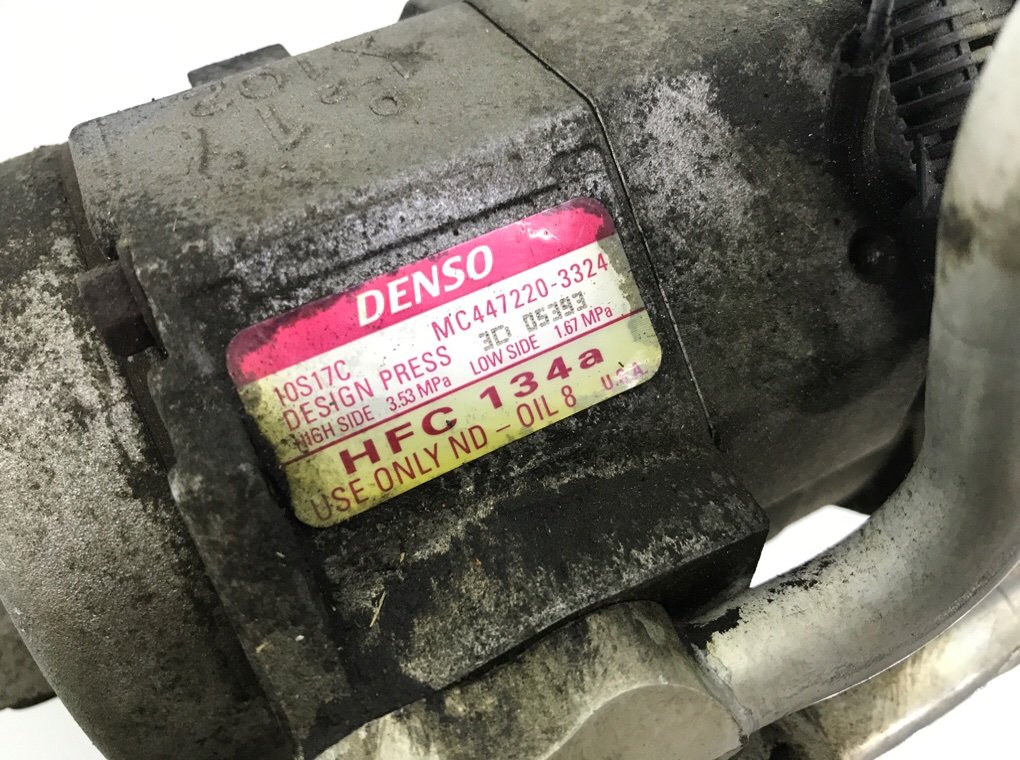 DENSO
10S17C MC447220-3324
DESIGN PRESS 3D 05393
HIGH SIDE 3.53 MPa LOW SIDE 1.67 MPa
HFC 134a
USE ONLY ND-OIL 8 U.S.A.